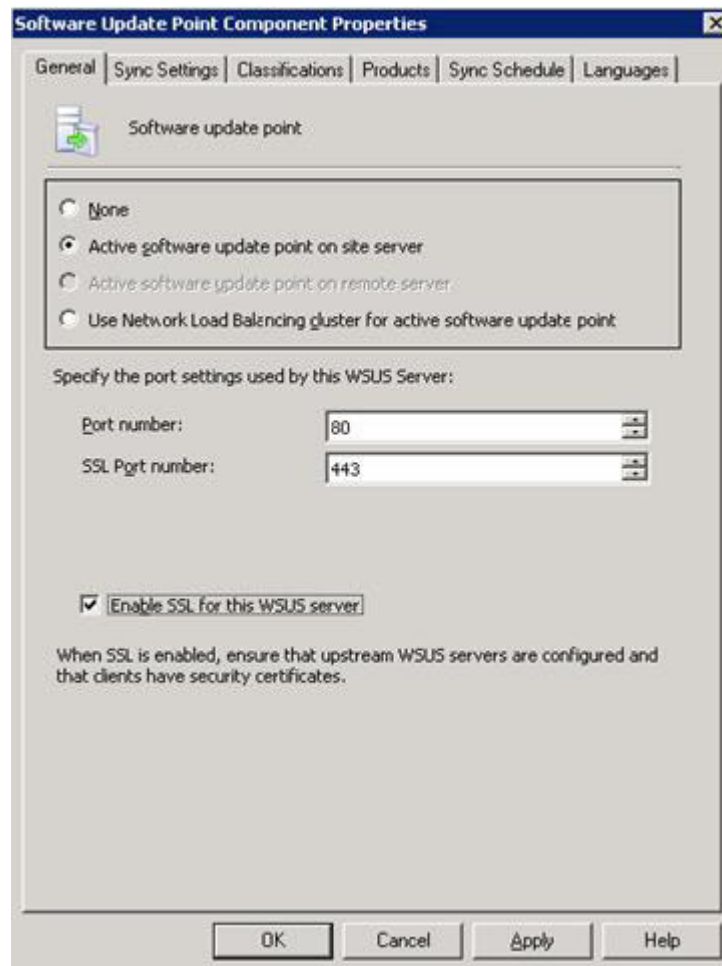 Software Update Point Component Properties
General Sync Settings Classifications Products Sync Schedule Languages
Software update point
None
Active software update point on site server
Active software update point on remote server
Use Network Load Balancing cluster for active software update point
Specify the port settings used by this WSUS Server:
Port number: 80
SSL Port number: 443
Enable SSL for this WSUS server
When SSL is enabled, ensure that upstream WSUS servers are configured and
that clients have security certificates.
OK Cancel Apply Help